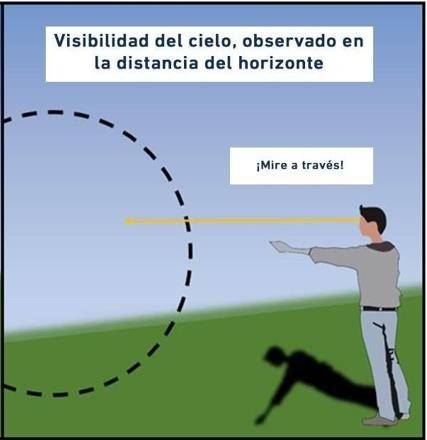 Visibilidad del cielo, observado en
la distancia del horizonte
¡Mire a través!